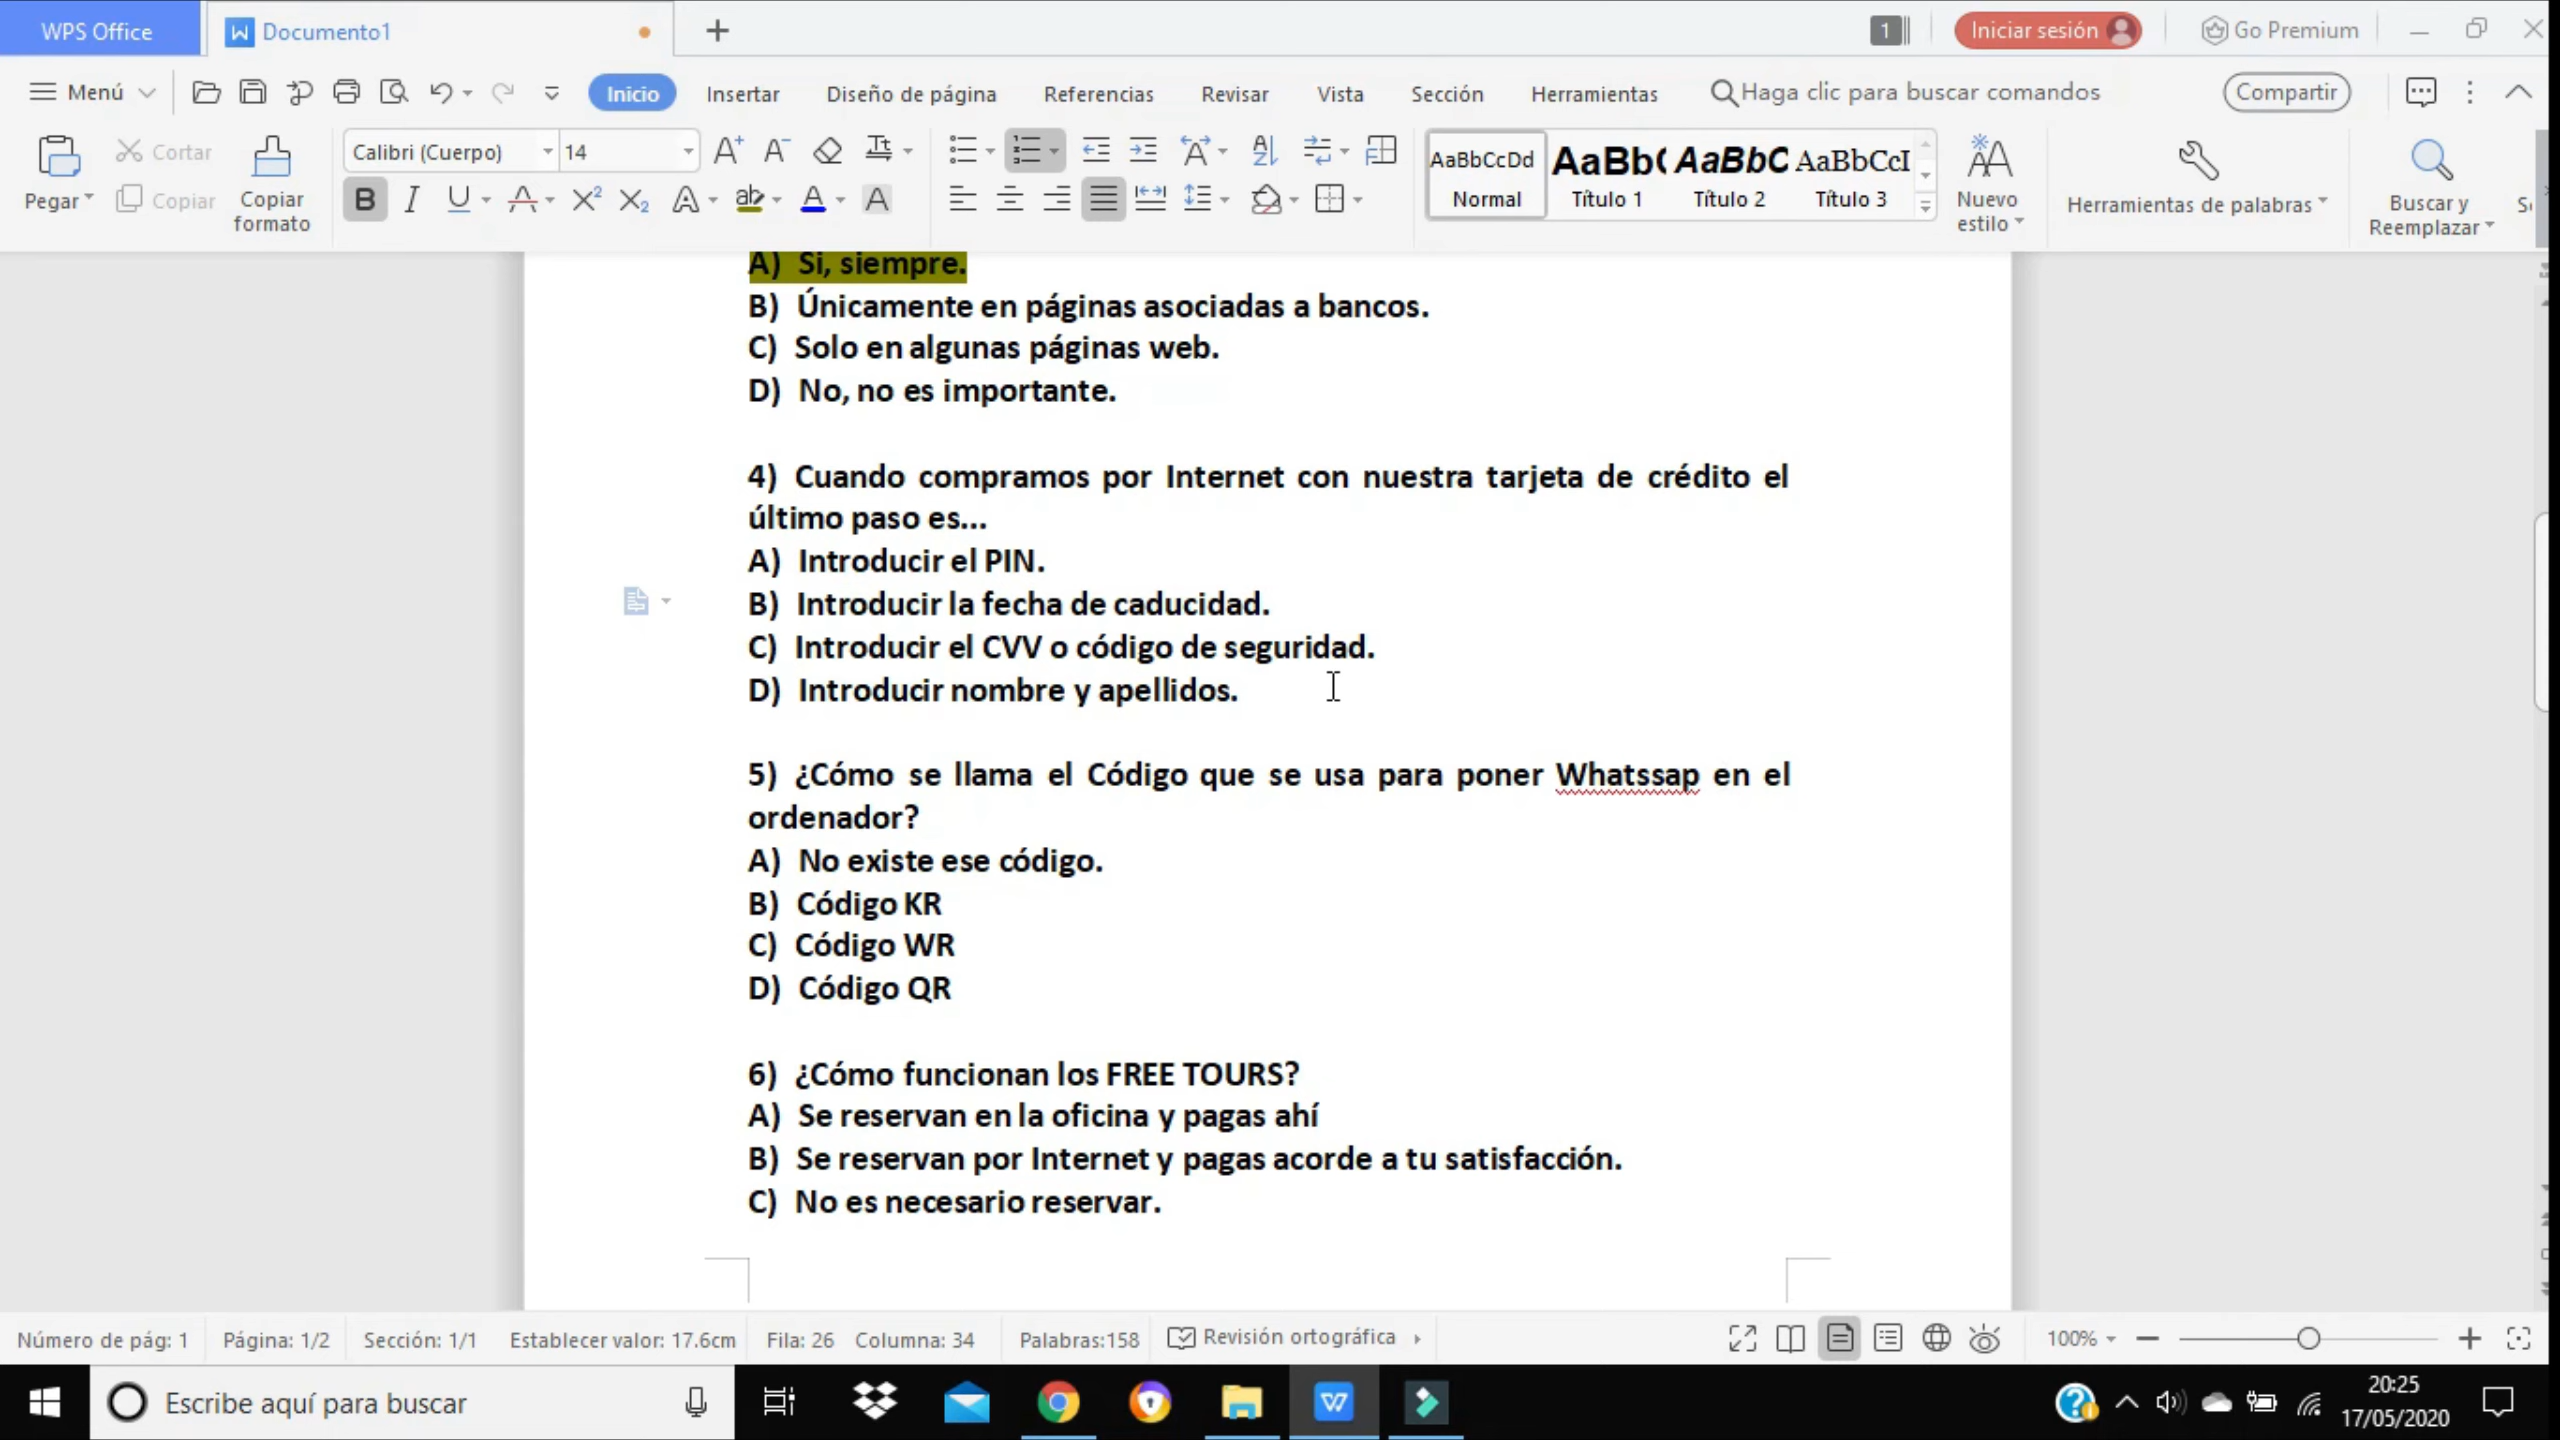 WPS Office
Documento1
1
Iniciar sesión
Go Premium
Menú
Inicio
Insertar
Diseño de página
Referencias
Revisar
Vista
Sección
Herramientas
Haga clic para buscar comandos
Compartir
Pegar
Cortar
Copiar
Copiar formato
Calibri (Cuerpo)
14
AaBbCcDd
Normal
AaBb(
Título 1
AaBbC
Título 2
AaBbCcI
Título 3
Nuevo estilo
Herramientas de palabras
Buscar y Reemplazar
A) Si, siempre.
B) Únicamente en páginas asociadas a bancos.
C) Solo en algunas páginas web.
D) No, no es importante.
4) Cuando compramos por Internet con nuestra tarjeta de crédito el
último paso es...
A) Introducir el PIN.
B) Introducir la fecha de caducidad.
C) Introducir el CVV o código de seguridad.
D) Introducir nombre y apellidos.
5) ¿Cómo se llama el Código que se usa para poner Whatssap en el
ordenador?
A) No existe ese código.
B) Código KR
C) Código WR
D) Código QR
6) ¿Cómo funcionan los FREE TOURS?
A) Se reservan en la oficina y pagas ahí
B) Se reservan por Internet y pagas acorde a tu satisfacción.
C) No es necesario reservar.
Número de pág: 1
Página: 1/2
Sección: 1/1
Establecer valor: 17.6cm
Fila: 26
Columna: 34
Palabras:158
Revisión ortográfica
100%
Escribe aquí para buscar
20:25
17/05/2020